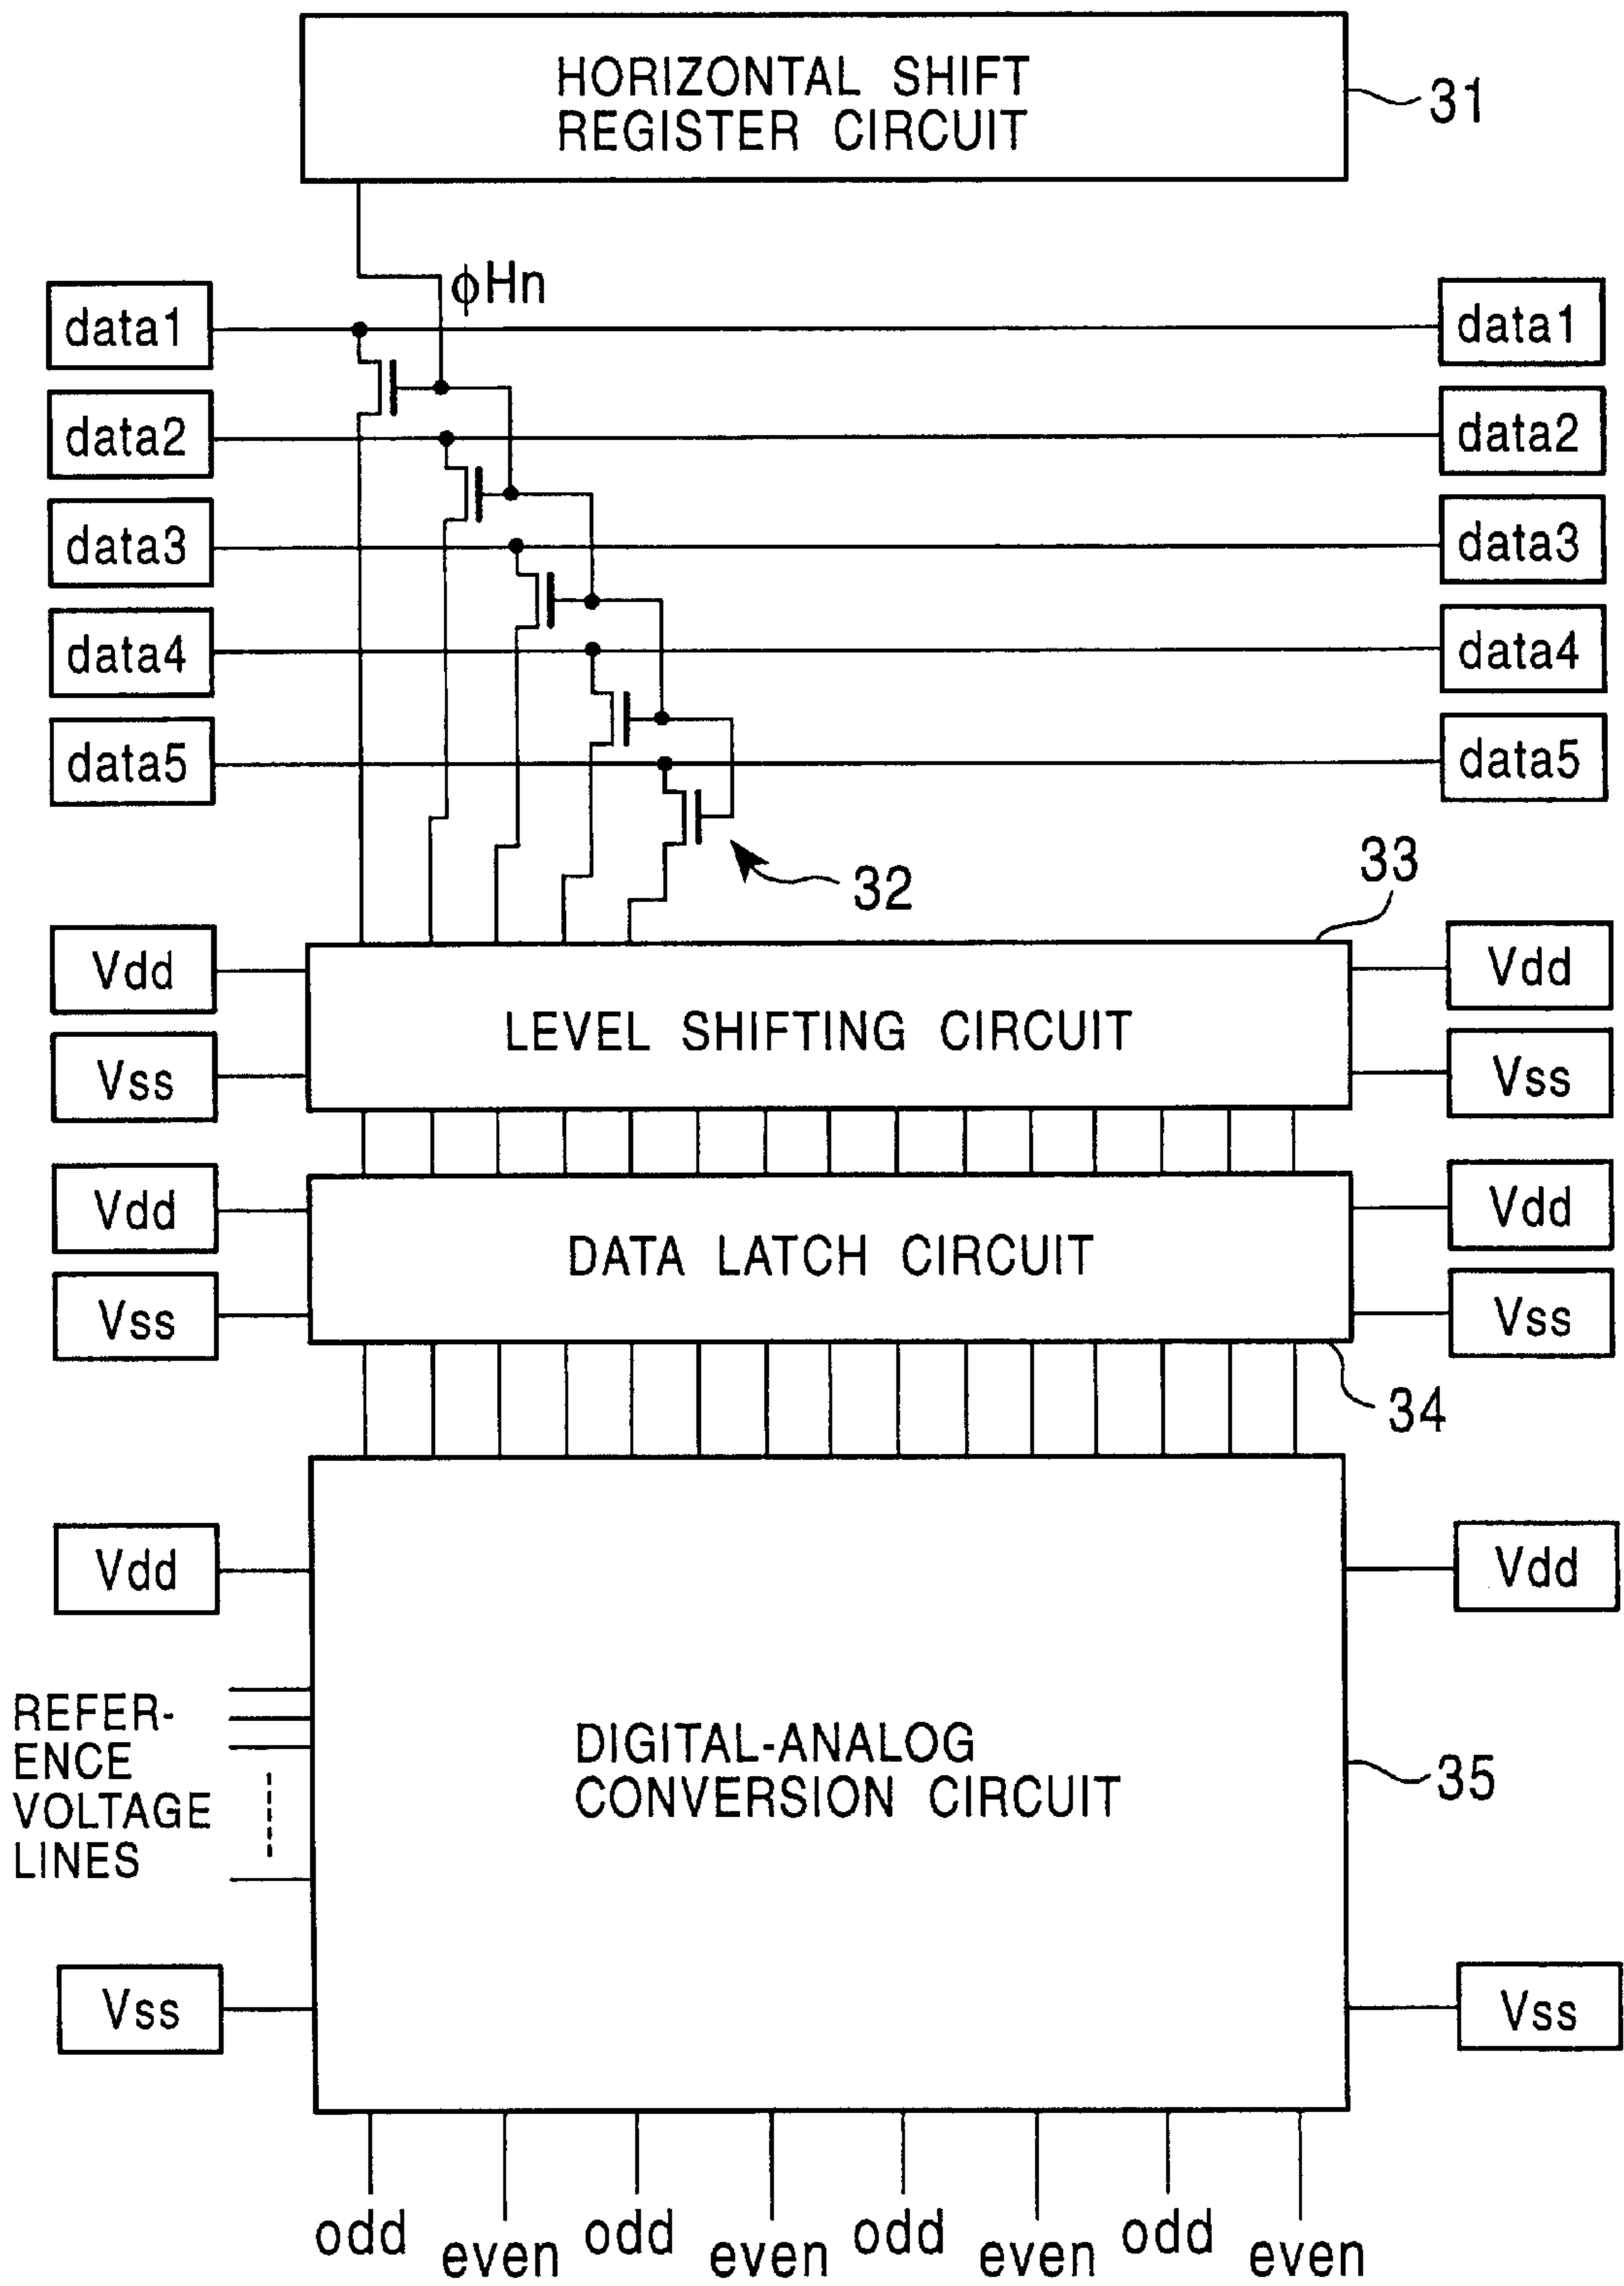 HORIZONTAL SHIFT
REGISTER CIRCUIT
31
ϕHn
data1
data1
data2
data2
data3
data3
data4
data4
data5
data5
32
33
Vdd
Vdd
LEVEL SHIFTING CIRCUIT
Vss
Vss
Vdd
Vdd
DATA LATCH CIRCUIT
Vss
Vss
34
Vdd
Vdd
REFER-
ENCE
VOLTAGE
LINES
DIGITAL-ANALOG
CONVERSION CIRCUIT
35
Vss
Vss
odd even odd even odd even odd even